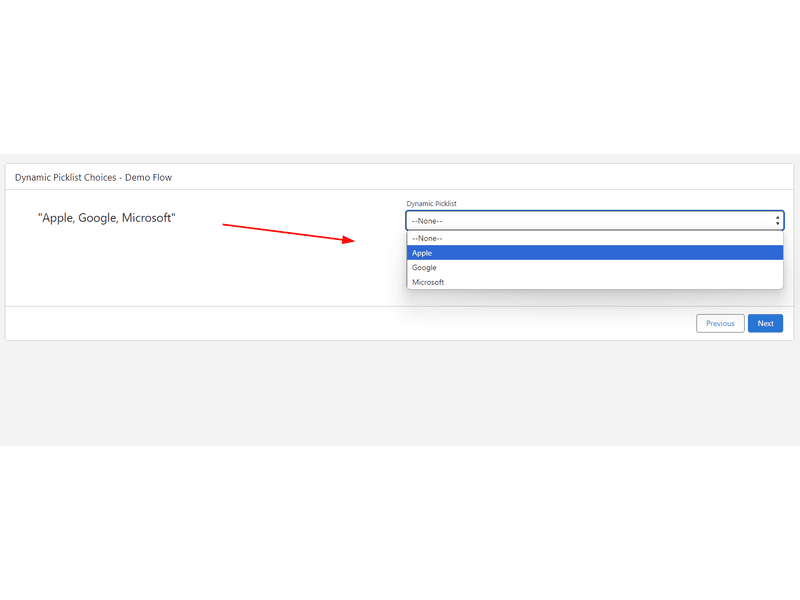 Dynamic Picklist Choices - Demo Flow
"Apple, Google, Microsoft"
Dynamic Picklist
--None--
--None--
Apple
Google
Microsoft
Previous
Next